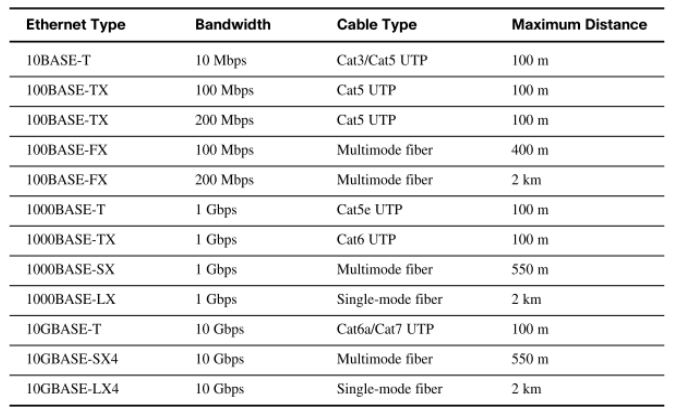 Ethernet Type Bandwidth Cable Type Maximum Distance
10BASE-T 10 Mbps Cat3/Cat5 UTP 100 m
100BASE-TX 100 Mbps Cat5 UTP 100 m
100BASE-TX 200 Mbps Cat5 UTP 100 m
100BASE-FX 100 Mbps Multimode fiber 400 m
100BASE-FX 200 Mbps Multimode fiber 2 km
1000BASE-T 1 Gbps Cat5e UTP 100 m
1000BASE-TX 1 Gbps Cat6 UTP 100 m
1000BASE-SX 1 Gbps Multimode fiber 550 m
1000BASE-LX 1 Gbps Single-mode fiber 2 km
10GBASE-T 10 Gbps Cat6a/Cat7 UTP 100 m
10GBASE-SX4 10 Gbps Multimode fiber 550 m
10GBASE-LX4 10 Gbps Single-mode fiber 2 km